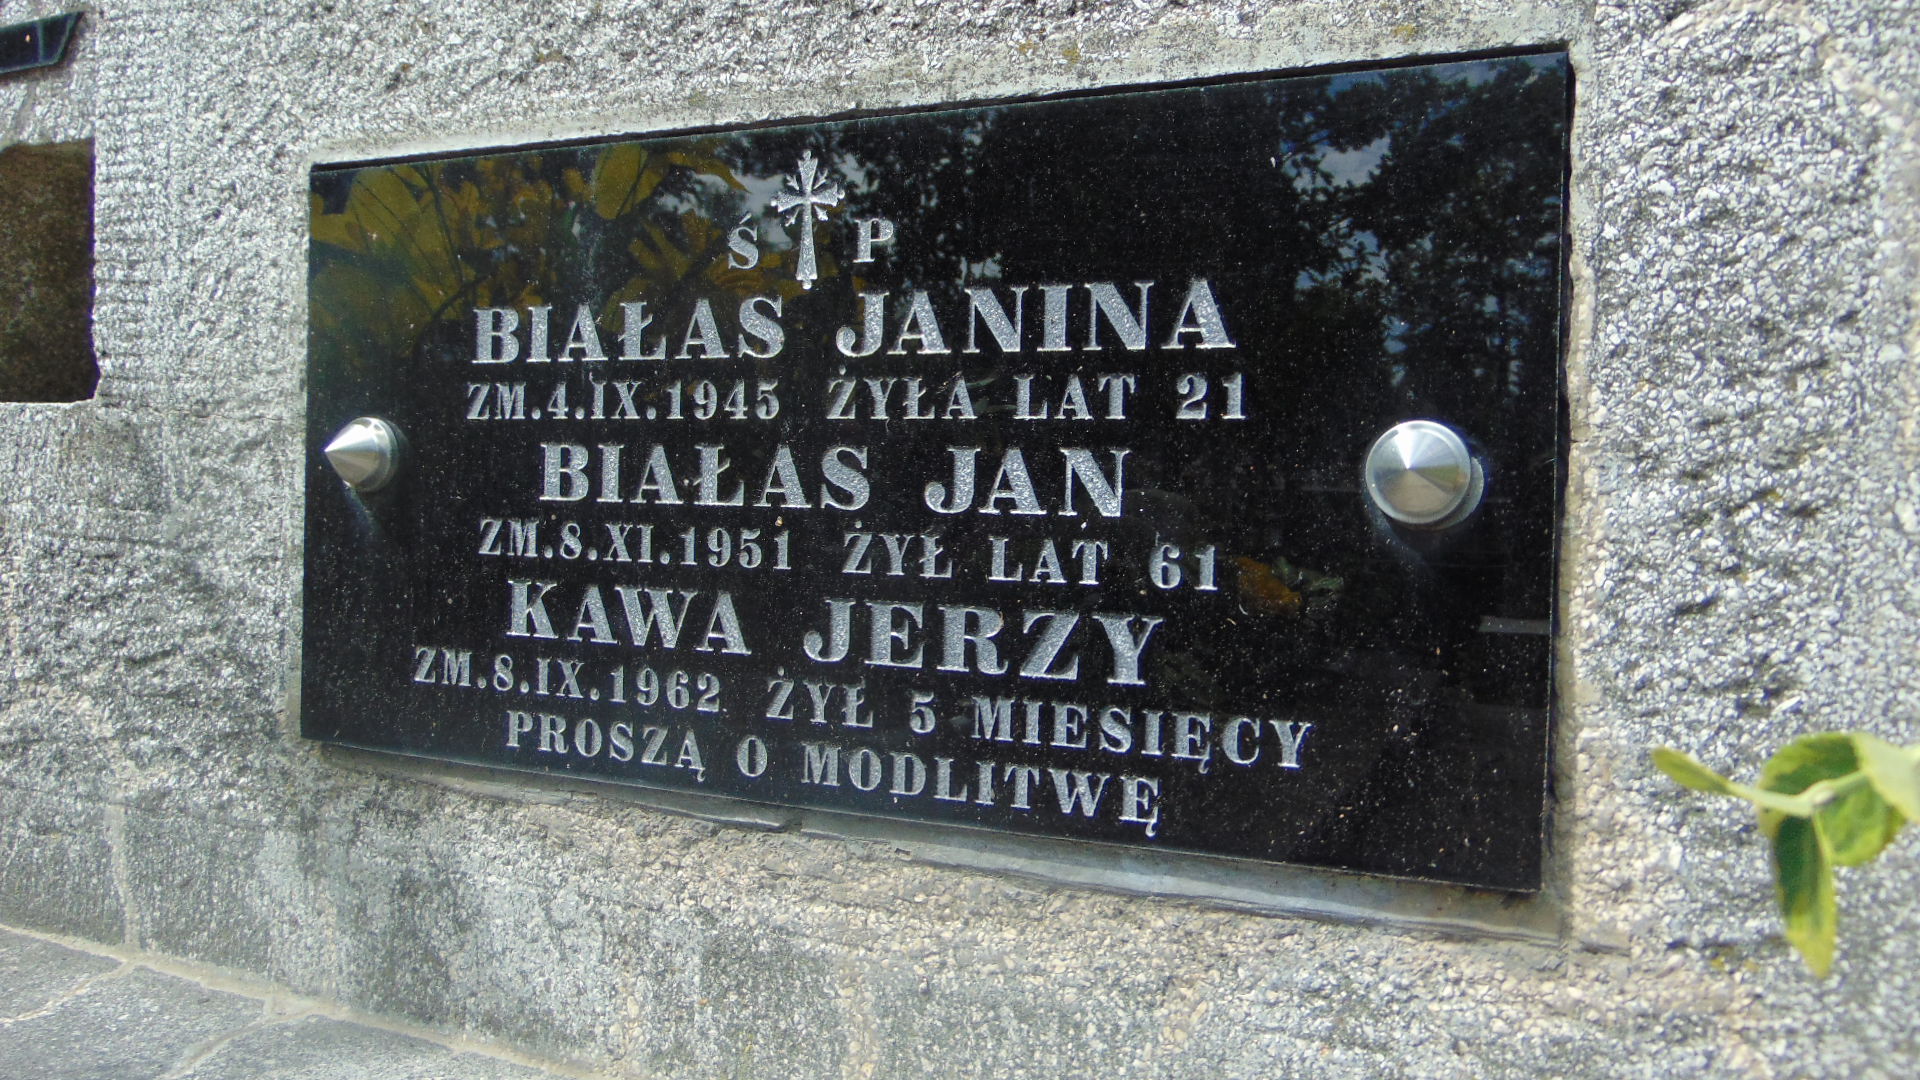 Ś P
BIAŁAS JANINA
ZM.4.IX.1945 ŻYŁA LAT 21
BIAŁAS JAN
ZM.8.XI.1951 ŻYŁ LAT 61
KAWA JERZY
ZM.8.IX.1962 ŻYŁ 5 MIESIĘCY
PROSZĄ O MODLITWĘ